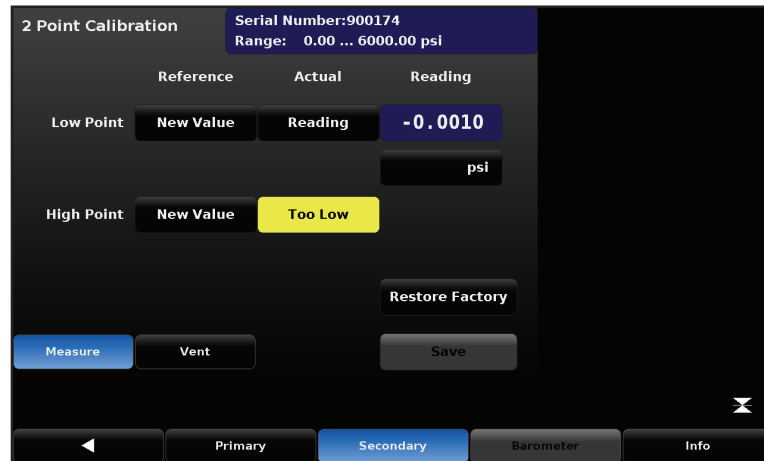 2 Point Calibration
Serial Number:900174
Range: 0.00 ... 6000.00 psi
Reference Actual Reading
Low Point New Value Reading -0.0010
psi
High Point New Value Too Low
Restore Factory
Measure Vent Save
Primary Secondary Barometer Info